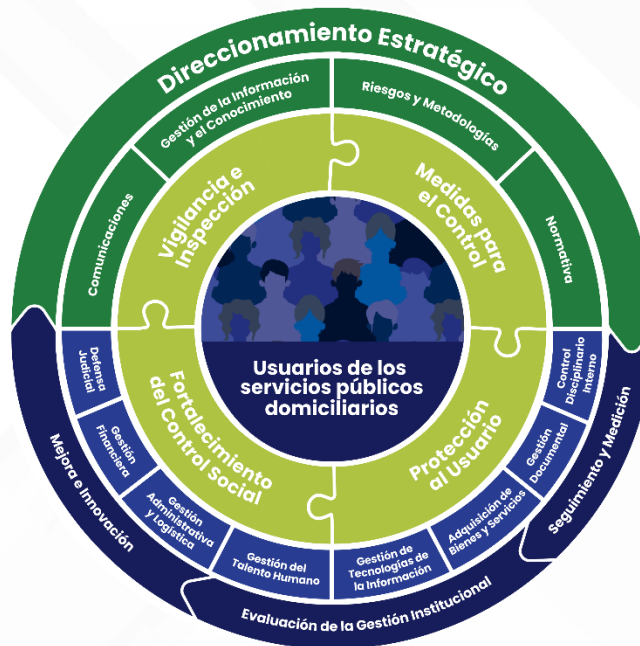 Direccionamiento Estratégico
Gestión de la Información
y el Conocimiento
Riesgos y Metodologías
Comunicaciones
Normativa
Vigilancia e
Inspección
Medidas para
el Control
Usuarios de los
servicios públicos
domiciliarios
Fortalecimiento
del Control Social
Protección
al Usuario
Defensa
Judicial
Gestión
Financiera
Gestión
Administrativa
y Logística
Gestión del
Talento Humano
Gestión de
Tecnologías de
la Información
Adquisición de
Bienes y Servicios
Gestión
Documental
Control
Disciplinario
Interno
Mejora e Innovación
Evaluación de la Gestión Institucional
Seguimiento y Medición